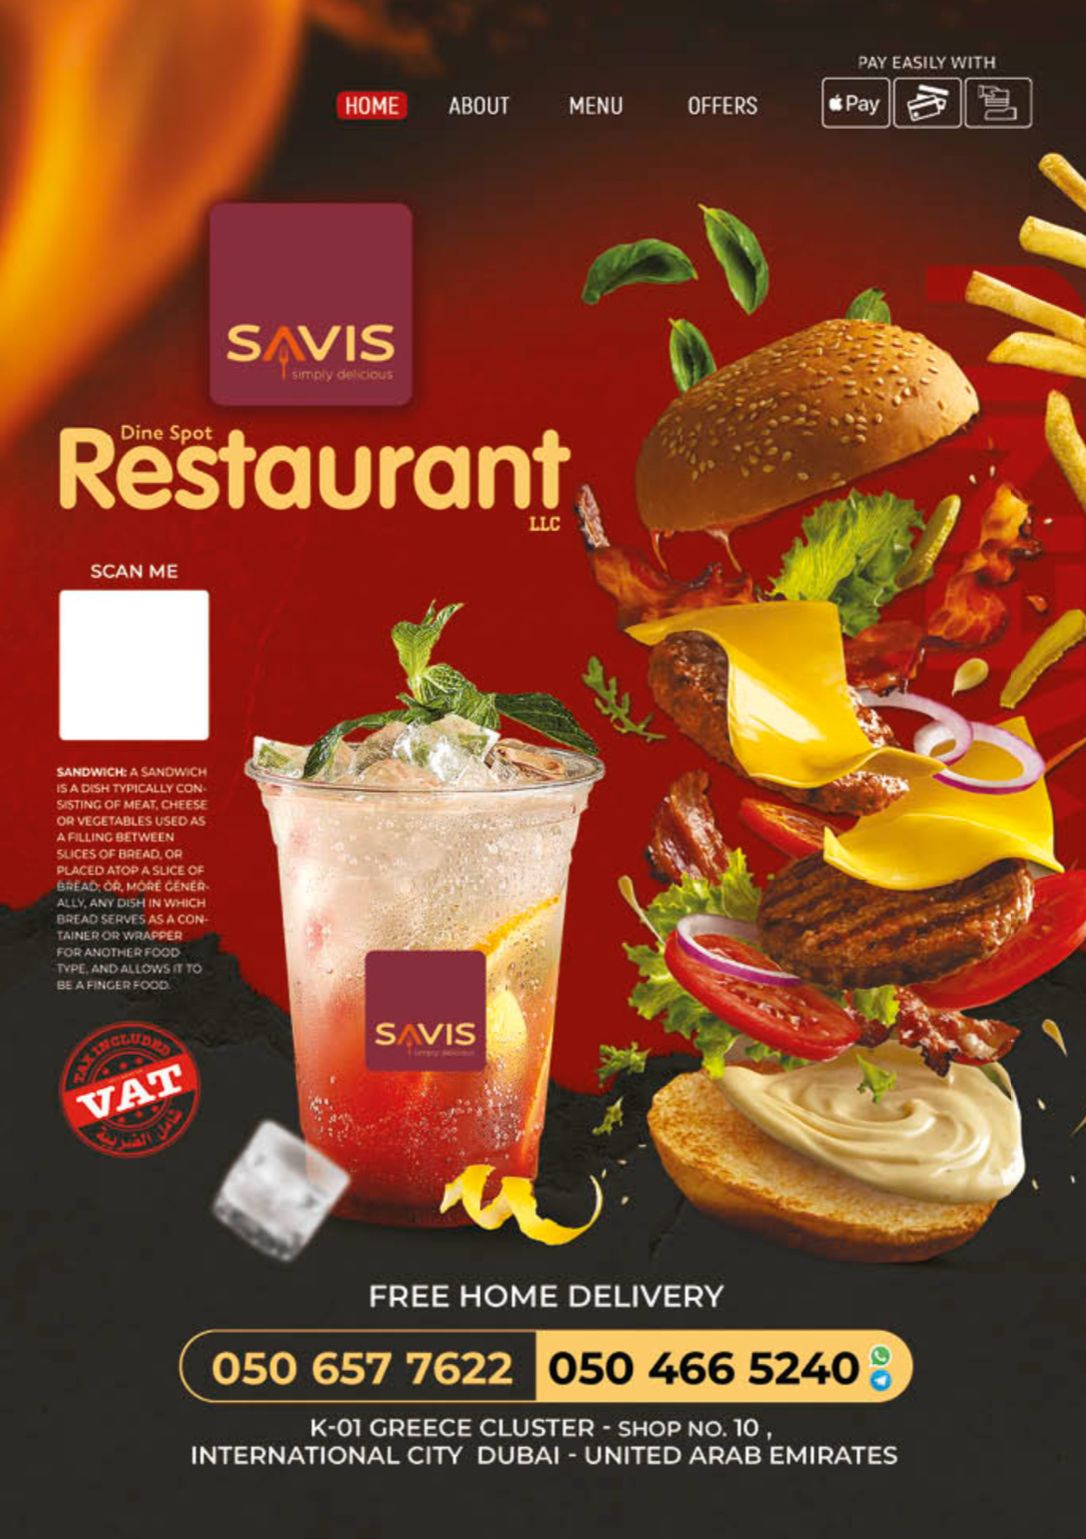 PAY EASILY WITH
HOME ABOUT MENU OFFERS
Pay
SAVIS
simply delicious
Dine Spot
Restaurant
LLC
SCAN ME
SANDWICH: A SANDWICH
IS A DISH TYPICALLY CON-
SISTING OF MEAT, CHEESE
OR VEGETABLES USED AS
A FILLING BETWEEN
SLICES OF BREAD, OR
PLACED ATOP A SLICE OF
BREAD; OR, MORE GENER-
ALLY, ANY DISH IN WHICH
BREAD SERVES AS A CON-
TAINER OR WRAPPER
FOR ANOTHER FOOD
TYPE, AND ALLOWS IT TO
BE A FINGER FOOD.
SAVIS
simply delicious
TAX INCLUDED
VAT
شامل الضريبة
FREE HOME DELIVERY
050 657 7622 050 466 5240
K-01 GREECE CLUSTER - SHOP NO. 10 ,
INTERNATIONAL CITY DUBAI - UNITED ARAB EMIRATES